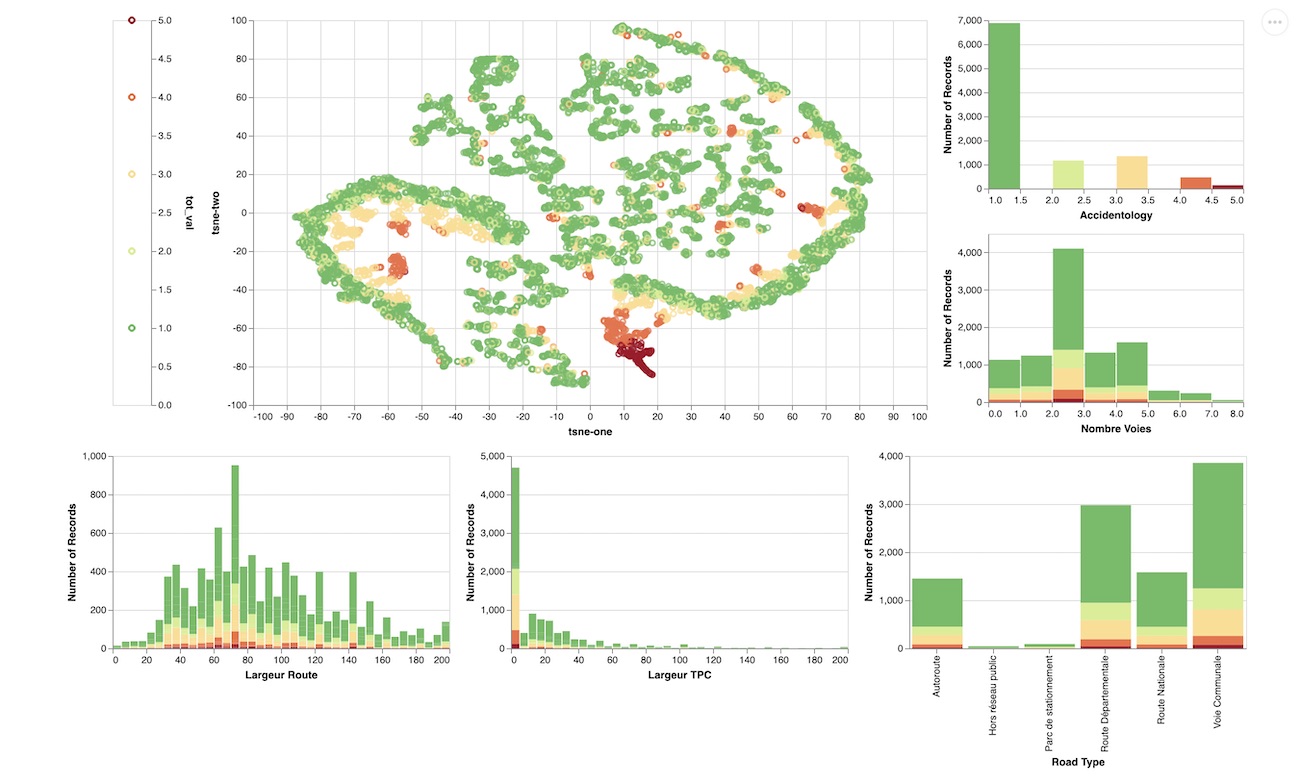 5.0
4.5
4.0
3.5
3.0
2.5
2.0
1.5
1.0
0.5
0.0
tot_val
100
80
60
40
20
0
-20
-40
-60
-80
-100
tsne-two
-100 -90 -80 -70 -60 -50 -40 -30 -20 -10 0 10 20 30 40 50 60 70 80 90 100
tsne-one
7,000
6,000
5,000
4,000
3,000
2,000
1,000
0
Number of Records
1.0 1.5 2.0 2.5 3.0 3.5 4.0 4.5 5.0
Accidentology
4,000
3,000
2,000
1,000
0
Number of Records
0.0 1.0 2.0 3.0 4.0 5.0 6.0 7.0 8.0
Nombre Voies
1,000
800
600
400
200
0
Number of Records
0 20 40 60 80 100 120 140 160 180 200
Largeur Route
5,000
4,000
3,000
2,000
1,000
0
Number of Records
0 20 40 60 80 100 120 140 160 180 200
Largeur TPC
4,000
3,000
2,000
1,000
0
Number of Records
Autoroute
Hors réseau public
Parc de stationnement
Route Départementale
Route Nationale
Voie Communale
Road Type